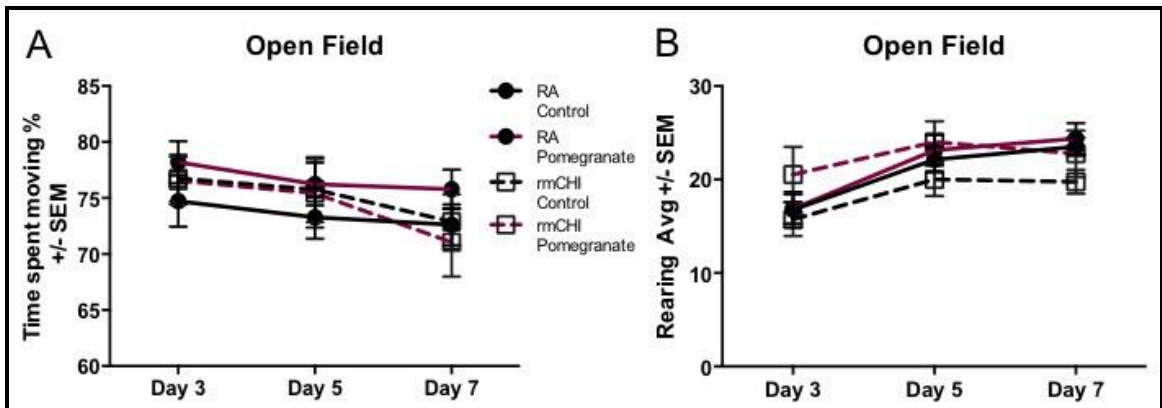 A
Open Field
Time spent moving %
+/- SEM
85
80
75
70
65
60
Day 3 Day 5 Day 7
RA
Control
RA
Pomegranate
rmCHI
Control
rmCHI
Pomegranate
B
Open Field
Rearing Avg +/- SEM
30
20
10
0
Day 3 Day 5 Day 7